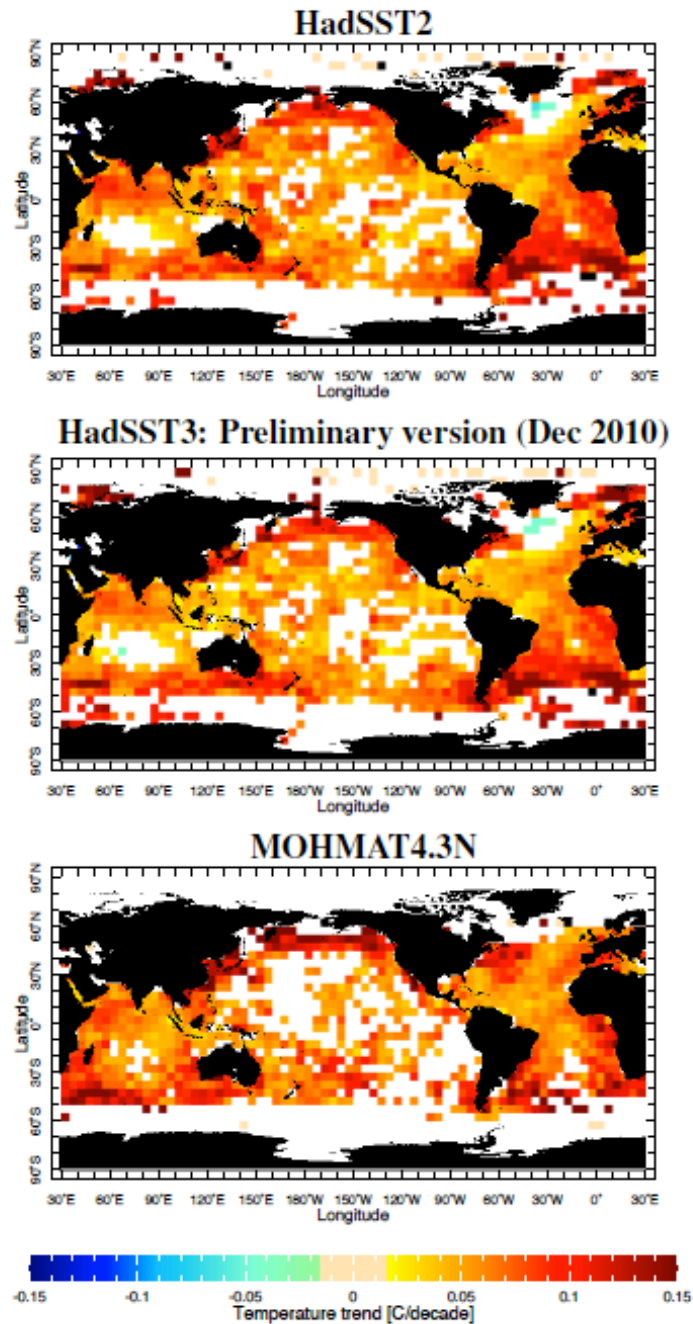 HadSST2
90°N
60°N
30°N
0°
30°S
60°S
90°S
Latitude
30°E 60°E 90°E 120°E 150°E 180°W 150°W 120°W 90°W 60°W 30°W 0° 30°E
Longitude
HadSST3: Preliminary version (Dec 2010)
90°N
60°N
30°N
0°
30°S
60°S
90°S
Latitude
30°E 60°E 90°E 120°E 150°E 180°W 150°W 120°W 90°W 60°W 30°W 0° 30°E
Longitude
MOHMAT4.3N
90°N
60°N
30°N
0°
30°S
60°S
90°S
Latitude
30°E 60°E 90°E 120°E 150°E 180°W 150°W 120°W 90°W 60°W 30°W 0° 30°E
Longitude
-0.15 -0.1 -0.05 0 0.05 0.1 0.15
Temperature trend [C/decade]